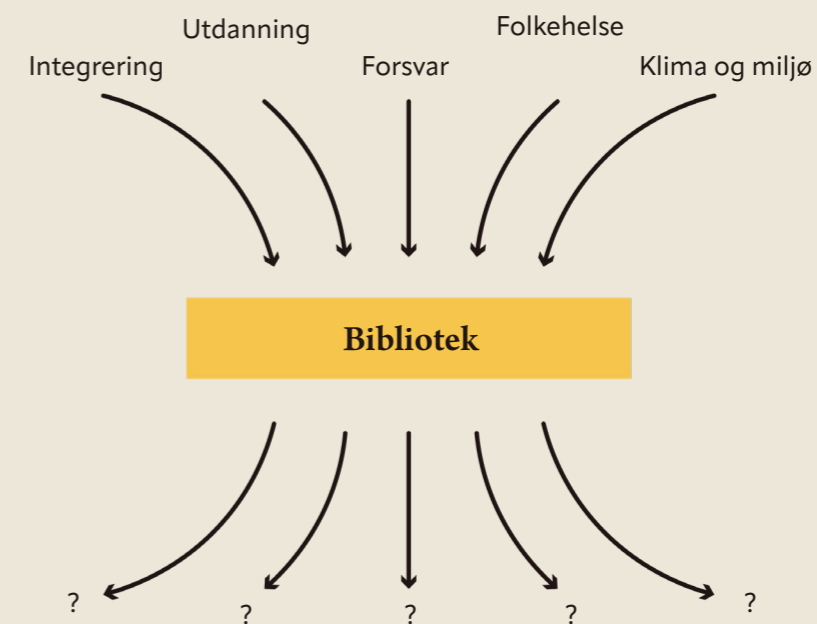 Utdanning
Folkehelse
Integrering
Forsvar
Klima og miljø
Bibliotek
?
?
?
?
?